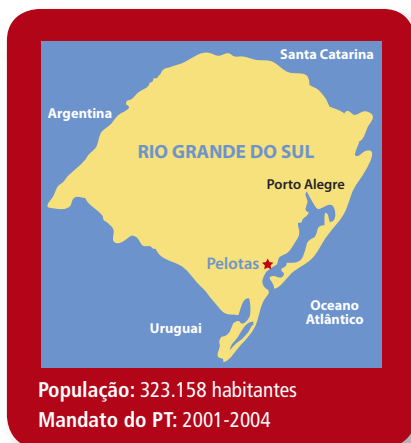 Santa Catarina
Argentina
RIO GRANDE DO SUL
Porto Alegre
Pelotas
Oceano
Atlântico
Uruguai
População: 323.158 habitantes
Mandato do PT: 2001-2004